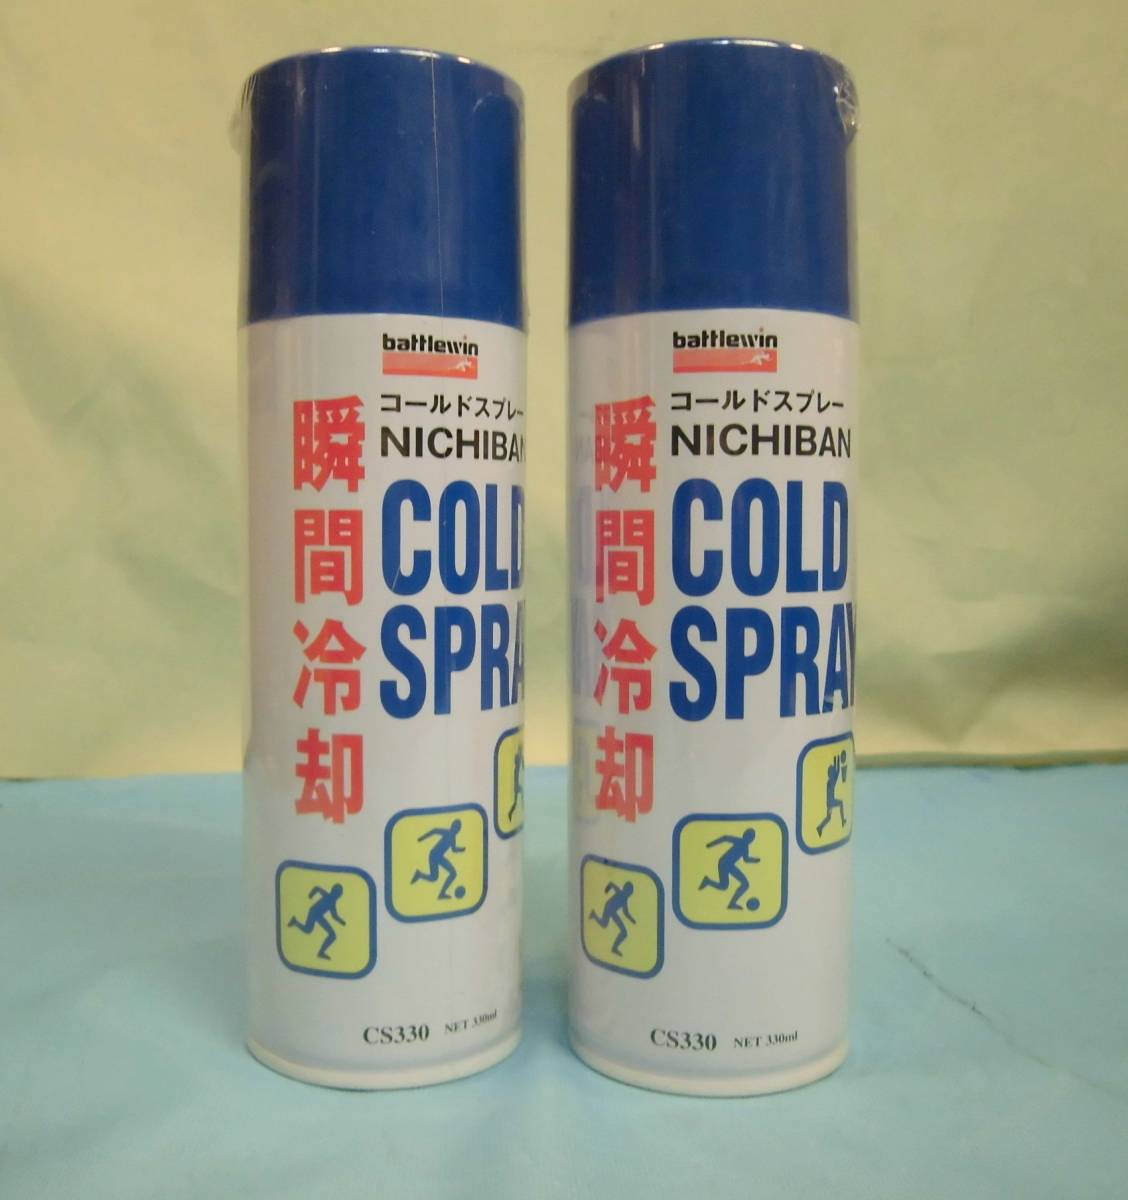 battlewin
コールドスプレー
NICHIBAN
COLD
SPRA
瞬間冷却
CS330 NET 330ml
battlewin
コールドスプレー
NICHIBAN
COLD
SPRAY
瞬間冷却
CS330 NET 330ml